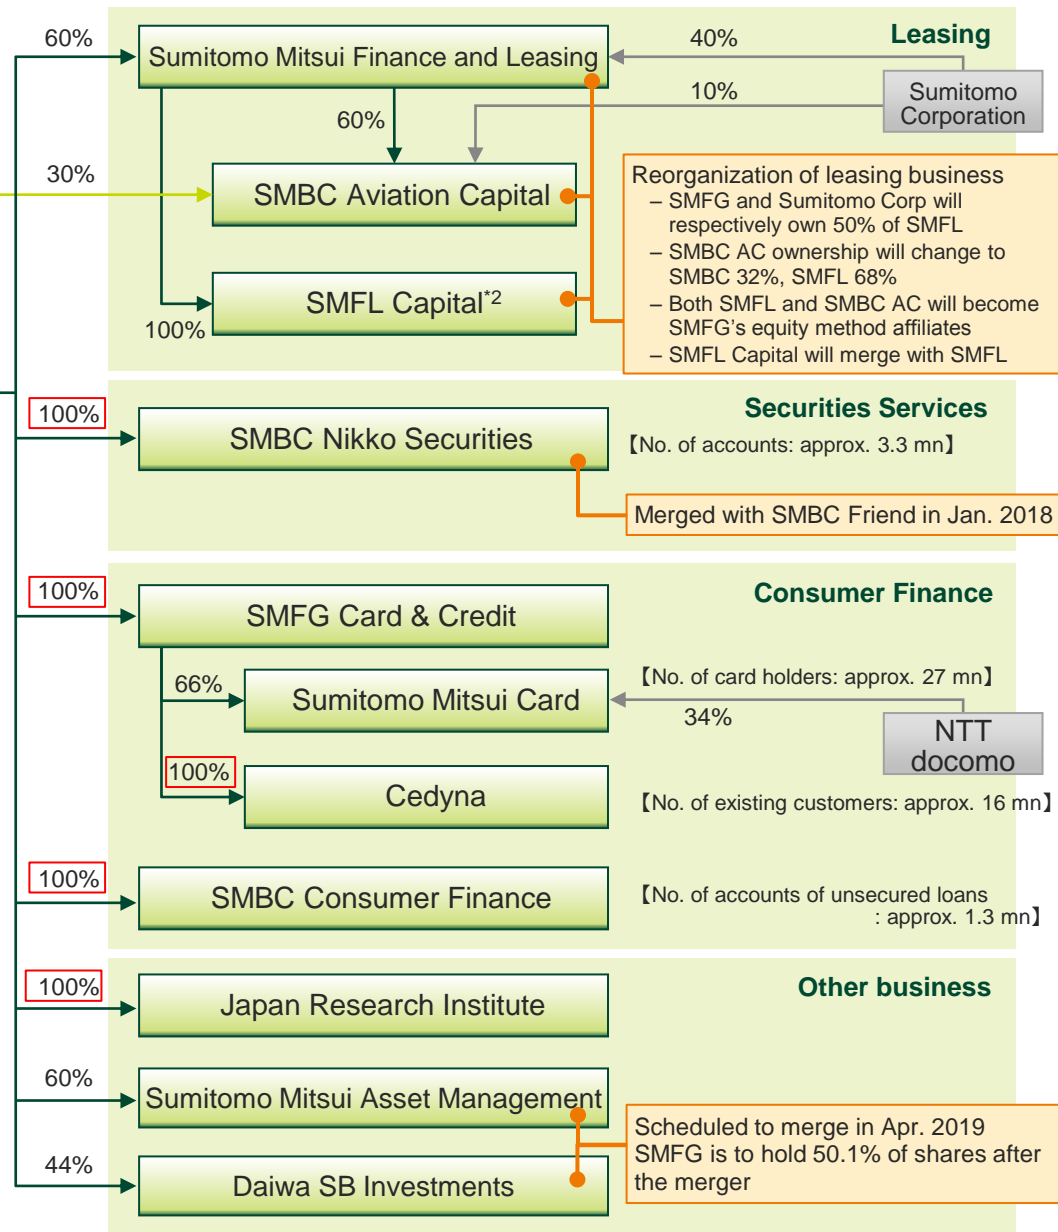 60%
Sumitomo Mitsui Finance and Leasing
40%
Leasing
Sumitomo
Corporation
10%
60%
30%
SMBC Aviation Capital
Reorganization of leasing business
– SMFG and Sumitomo Corp will
respectively own 50% of SMFL
– SMBC AC ownership will change to
SMBC 32%, SMFL 68%
– Both SMFL and SMBC AC will become
SMFG's equity method affiliates
– SMFL Capital will merge with SMFL
SMFL Capital*2
100%
100%
SMBC Nikko Securities
Securities Services
【No. of accounts: approx. 3.3 mn】
Merged with SMBC Friend in Jan. 2018
100%
SMFG Card & Credit
Consumer Finance
66%
Sumitomo Mitsui Card
【No. of card holders: approx. 27 mn】
34%
NTT
docomo
100%
Cedyna
【No. of existing customers: approx. 16 mn】
100%
SMBC Consumer Finance
【No. of accounts of unsecured loans
: approx. 1.3 mn】
100%
Japan Research Institute
Other business
60%
Sumitomo Mitsui Asset Management
Scheduled to merge in Apr. 2019
SMFG is to hold 50.1% of shares after
the merger
44%
Daiwa SB Investments